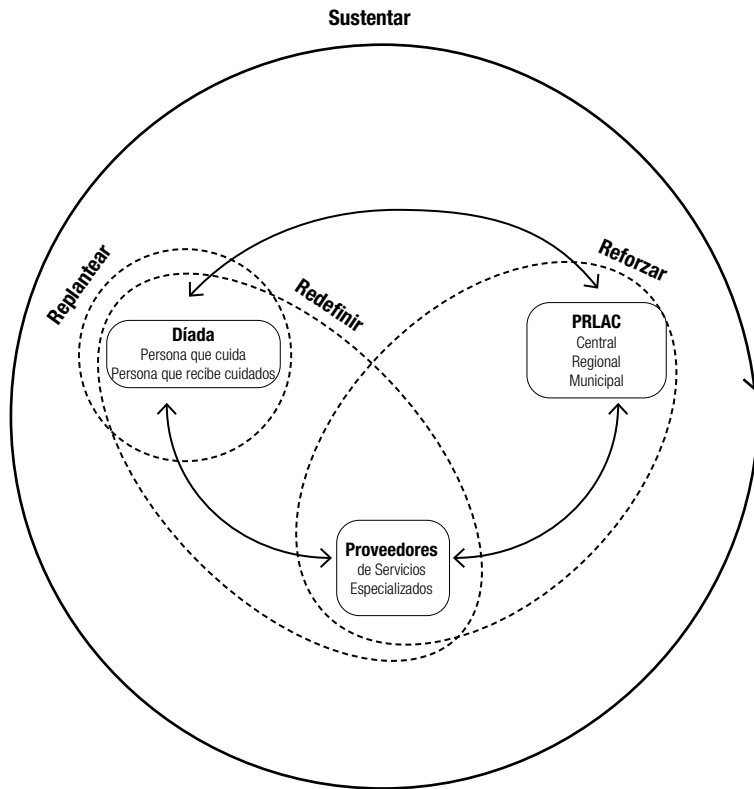 Sustentar
Replantear
Redefinir
Reforzar
Díada
Persona que cuida
Persona que recibe cuidados
PRLAC
Central
Regional
Municipal
Proveedores
de Servicios
Especializados